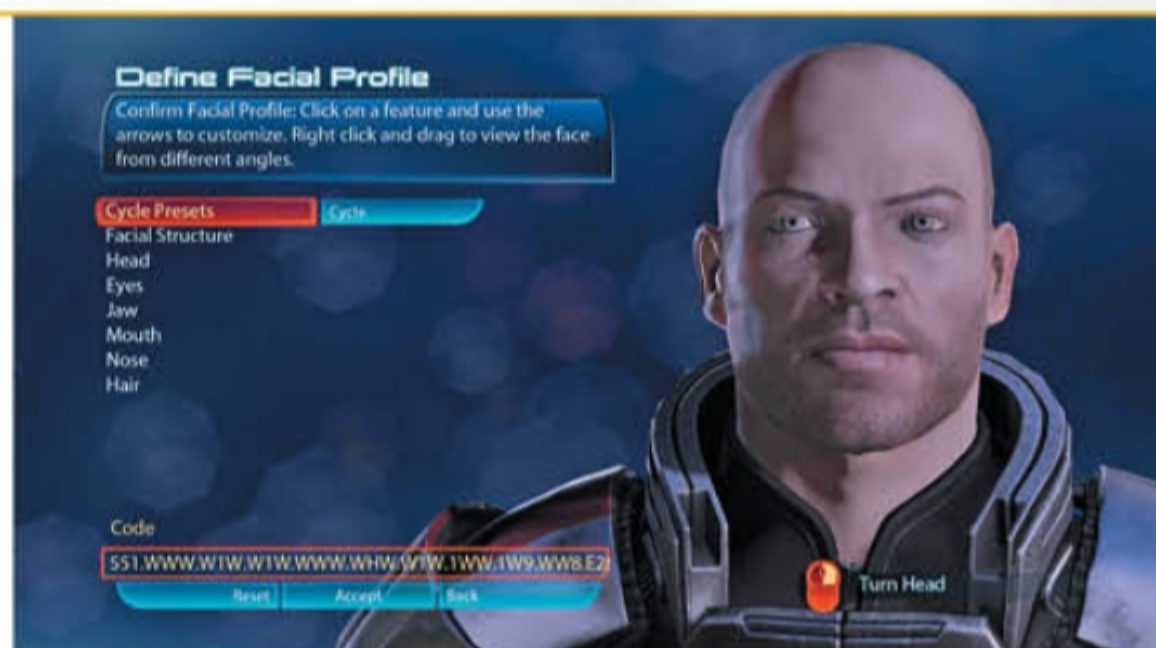 Define Facial Profile
Confirm Facial Profile: Click on a feature and use the
arrows to customize. Right click and drag to view the face
from different angles.
Cycle Presets
Cycle
Facial Structure
Head
Eyes
Jaw
Mouth
Nose
Hair
Code
551.WWW.W1W.W1W.WWW.WHW.W1W.1WW.1W9.WW8.E2
Reset
Accept
Back
Turn Head